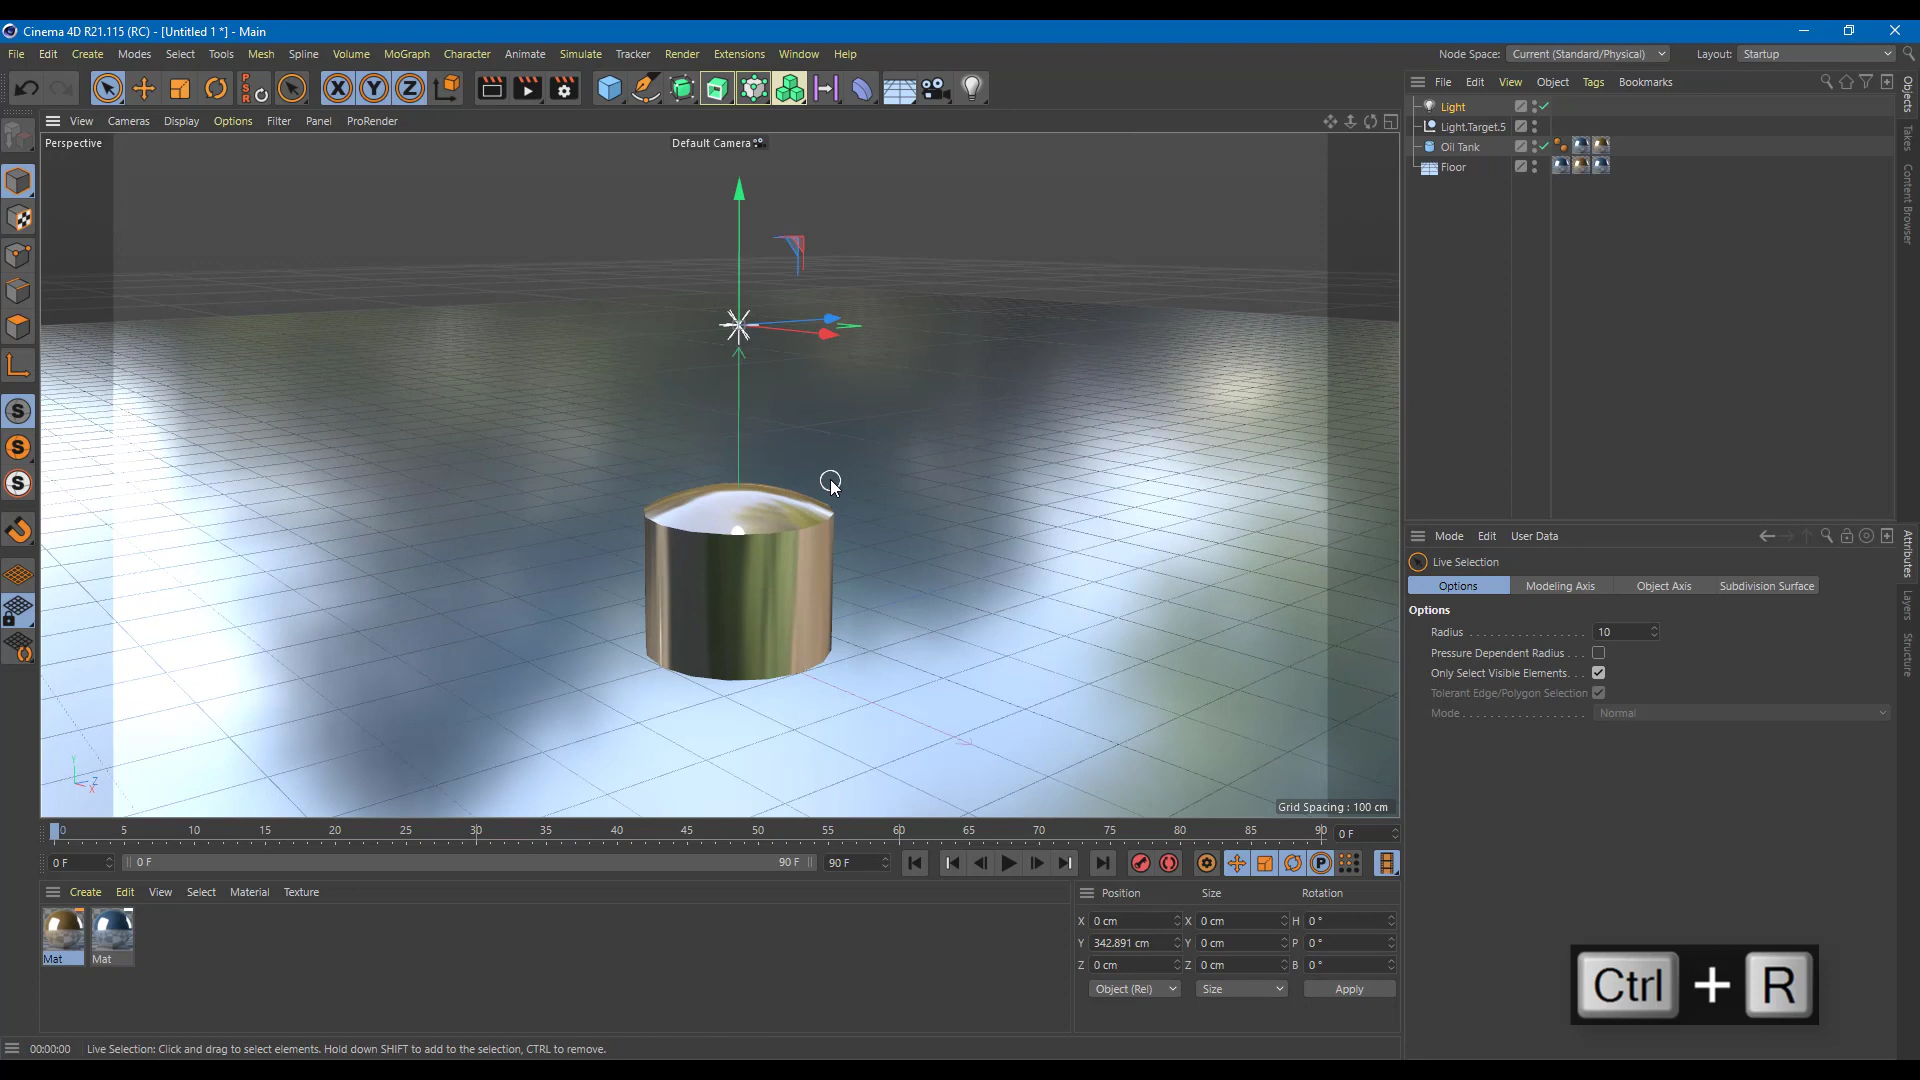 Cinema 4D R21.115 (RC) - [Untitled 1 *] - Main
File Edit Create Modes Select Tools Mesh Spline Volume MoGraph Character Animate Simulate Tracker Render Extensions Window Help
Node Space: Current (Standard/Physical) Layout: Startup
PSR X Y Z
File Edit View Object Tags Bookmarks
View Cameras Display Options Filter Panel ProRender
Perspective
Default Camera
Light
Light.Target.5
Oil Tank
Floor
Objects
Takes
Content Browser
S
S
S
Mode Edit User Data
Live Selection
Options Modeling Axis Object Axis Subdivision Surface
Options
Radius 10
Pressure Dependent Radius
Only Select Visible Elements
Tolerant Edge/Polygon Selection
Mode Normal
Attributes
Layers
Structure
Y
Z
X
Grid Spacing : 100 cm
0 5 10 15 20 25 30 35 40 45 50 55 60 65 70 75 80 85 90 0 F
0 F 0 F 90 F 90 F P
Create Edit View Select Material Texture
Mat Mat
Position Size Rotation
X 0 cm X 0 cm H 0 °
Y 342.891 cm Y 0 cm P 0 °
Z 0 cm Z 0 cm B 0 °
Object (Rel) Size Apply
Ctrl + R
00:00:00 Live Selection: Click and drag to select elements. Hold down SHIFT to add to the selection, CTRL to remove.